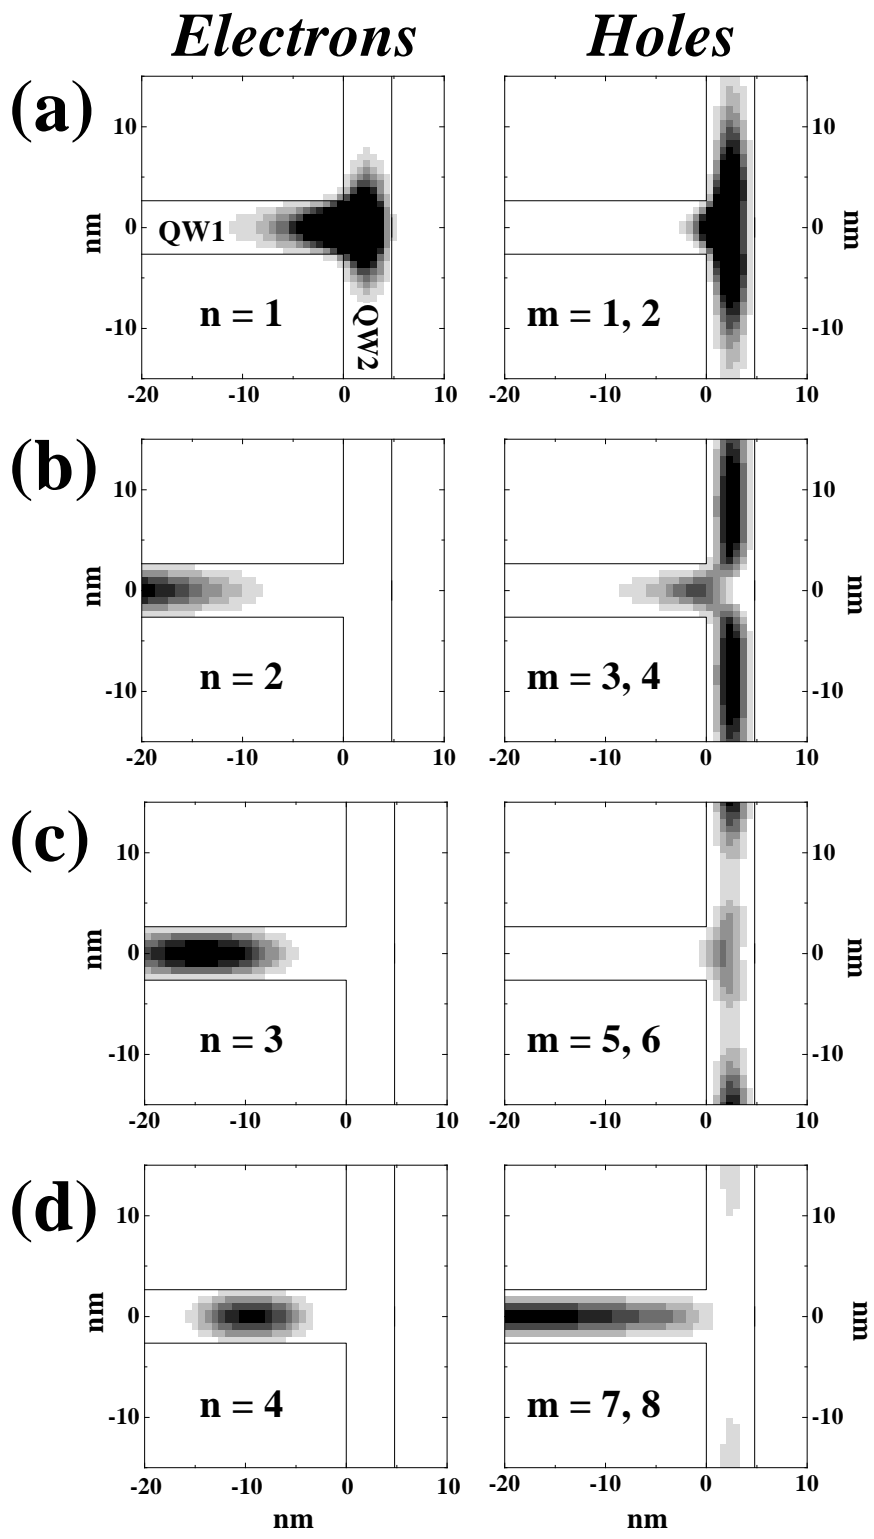 Electrons Holes
(a)
10 10
0 QW1 0
nm nm
-10 n = 1 QW2 m = 1, 2 -10
-20 -10 0 10 -20 -10 0 10
(b)
10 10
0 0
nm nm
-10 n = 2 m = 3, 4 -10
-20 -10 0 10 -20 -10 0 10
(c)
10 10
0 0
nm nm
-10 n = 3 m = 5, 6 -10
-20 -10 0 10 -20 -10 0 10
(d)
10 10
0 0
nm nm
-10 n = 4 m = 7, 8 -10
-20 -10 0 10 -20 -10 0 10
nm nm